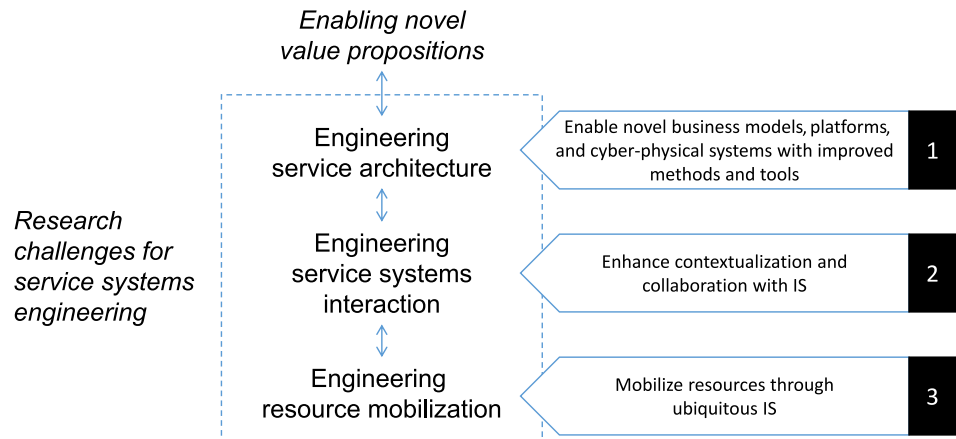 Enabling novel
value propositions
Engineering
service architecture
Enable novel business models, platforms,
and cyber-physical systems with improved
methods and tools
1
Research
challenges for
service systems
engineering
Engineering
service systems
interaction
Enhance contextualization and
collaboration with IS
2
Engineering
resource mobilization
Mobilize resources through
ubiquitous IS
3